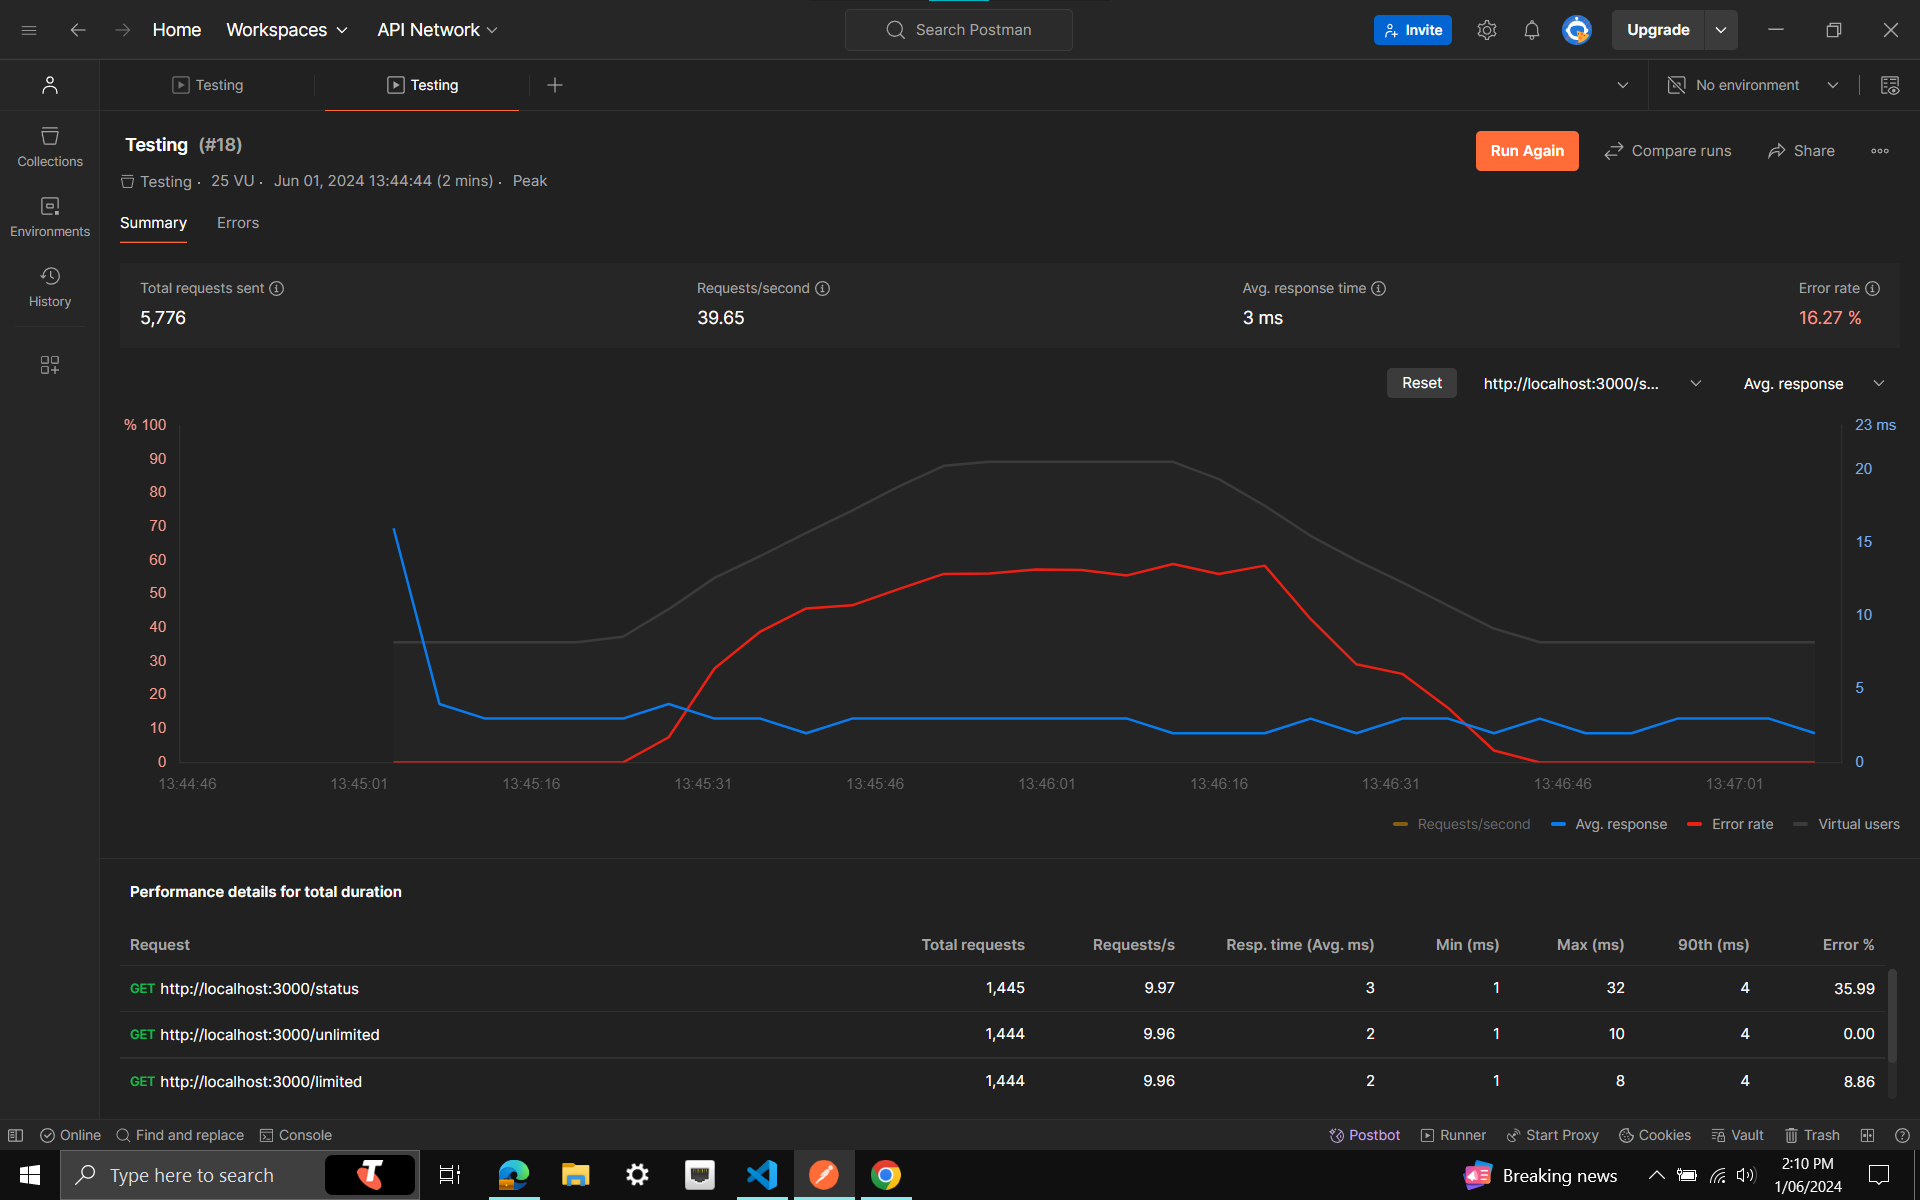 Home Workspaces API Network Search Postman Invite Upgrade
Testing Testing No environment
Collections
Environments
History
Testing (#18)
Run Again Compare runs Share
Testing · 25 VU · Jun 01, 2024 13:44:44 (2 mins) · Peak
Summary Errors
Total requests sent Requests/second Avg. response time Error rate
5,776 39.65 3 ms 16.27 %
Reset http://localhost:3000/s... Avg. response
% 100 23 ms
90
20
80
70
15
60
50
10
40
30
5
20
10
0 0
13:44:46 13:45:01 13:45:16 13:45:31 13:45:46 13:46:01 13:46:16 13:46:31 13:46:46 13:47:01
Requests/second Avg. response Error rate Virtual users
Performance details for total duration
Request Total requests Requests/s Resp. time (Avg. ms) Min (ms) Max (ms) 90th (ms) Error %
GET http://localhost:3000/status 1,445 9.97 3 1 32 4 35.99
GET http://localhost:3000/unlimited 1,444 9.96 2 1 10 4 0.00
GET http://localhost:3000/limited 1,444 9.96 2 1 8 4 8.86
Online Find and replace Console Postbot Runner Start Proxy Cookies Vault Trash
Type here to search Breaking news 2:10 PM
1/06/2024